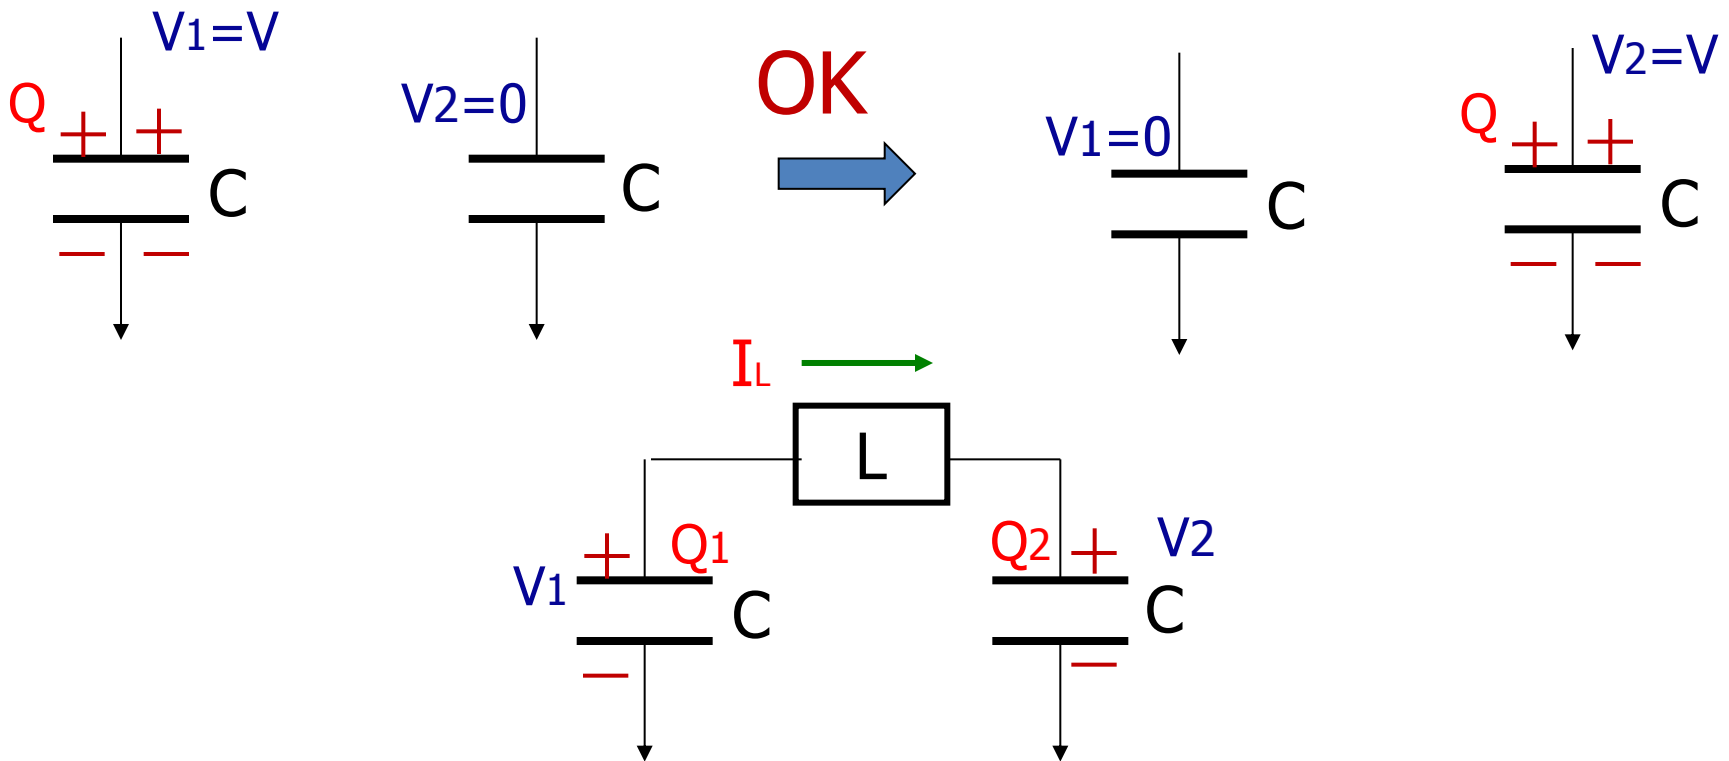 V1=V
Q
+ +
C
− −
V2=0
C
OK
V1=0
C
V2=V
Q
+ +
C
− −
IL
L
+
Q1
V1
C
−
Q2
+
V2
C
−